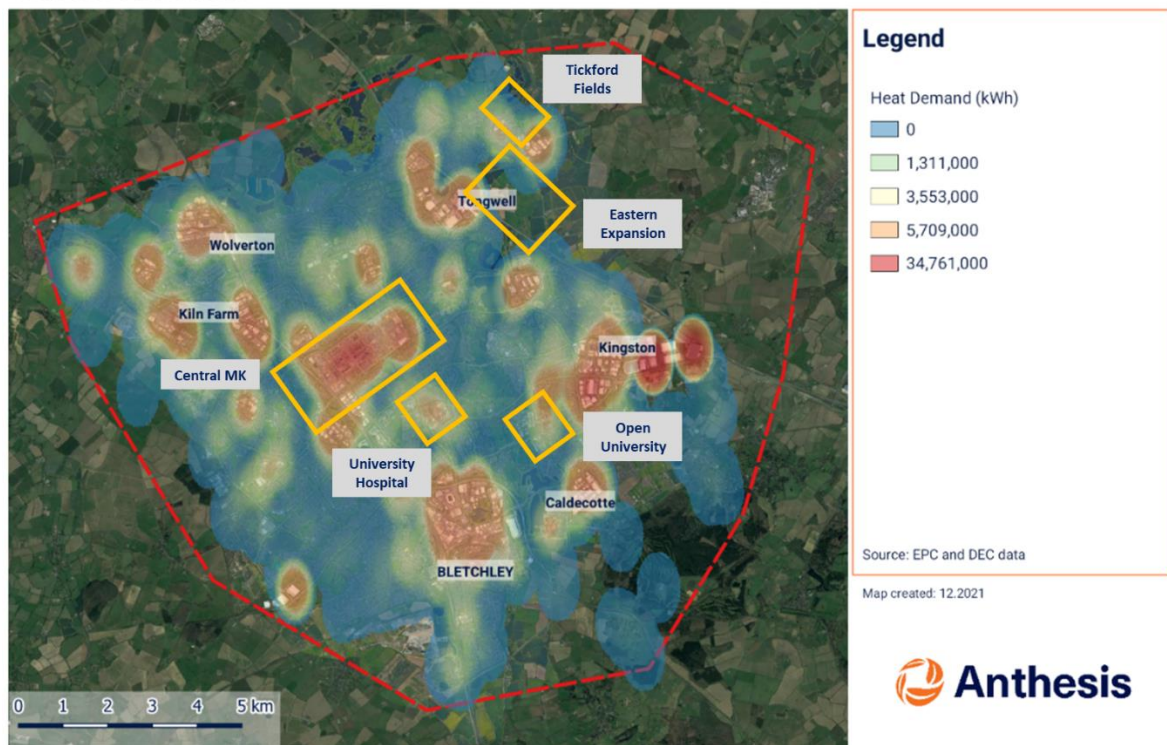 Tickford
Fields
Tongwell
Eastern
Expansion
Wolverton
Kiln Farm
Kingston
Central MK
Open
University
University
Hospital
Caldecotte
BLETCHLEY
0 1 2 3 4 5 km
Legend
Heat Demand (kWh)
0
1,311,000
3,553,000
5,709,000
34,761,000
Source: EPC and DEC data
Map created: 12.2021
Anthesis